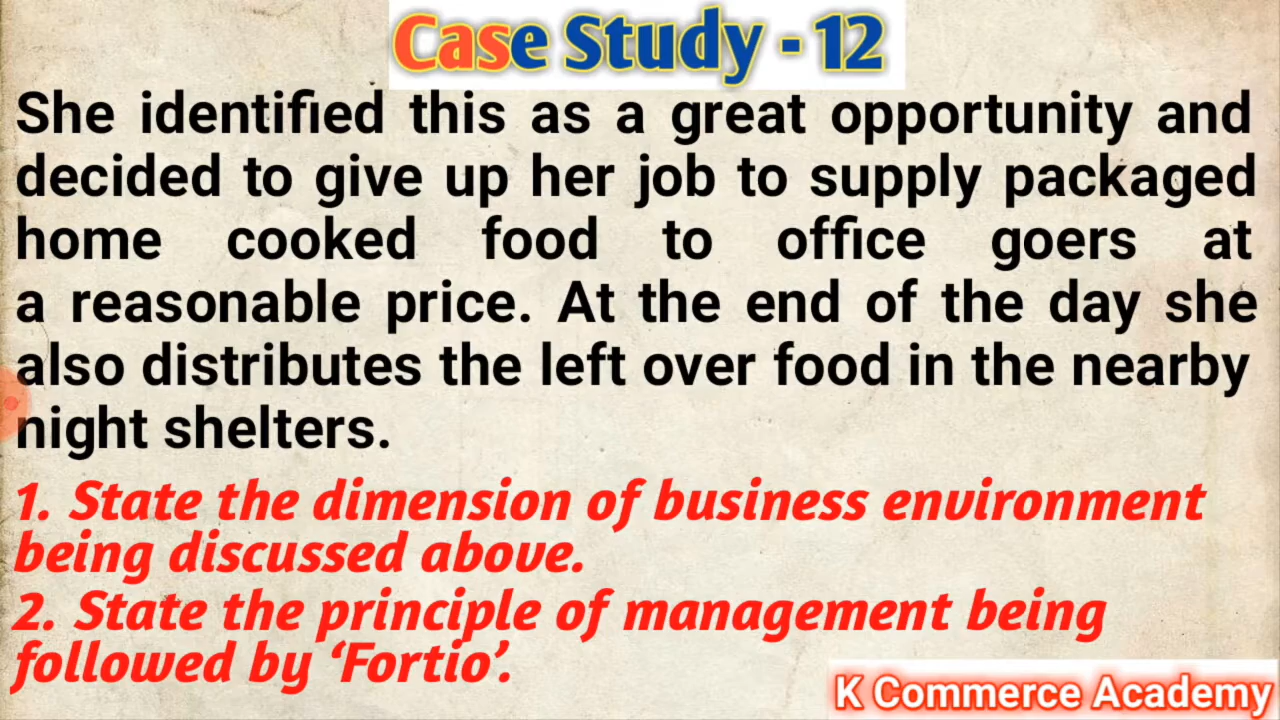 Case Study - 12
She identified this as a great opportunity and
decided to give up her job to supply packaged
home cooked food to office goers at
a reasonable price. At the end of the day she
also distributes the left over food in the nearby
night shelters.
1. State the dimension of business environment
being discussed above.
2. State the principle of management being
followed by ‘Fortio’.
K Commerce Academy